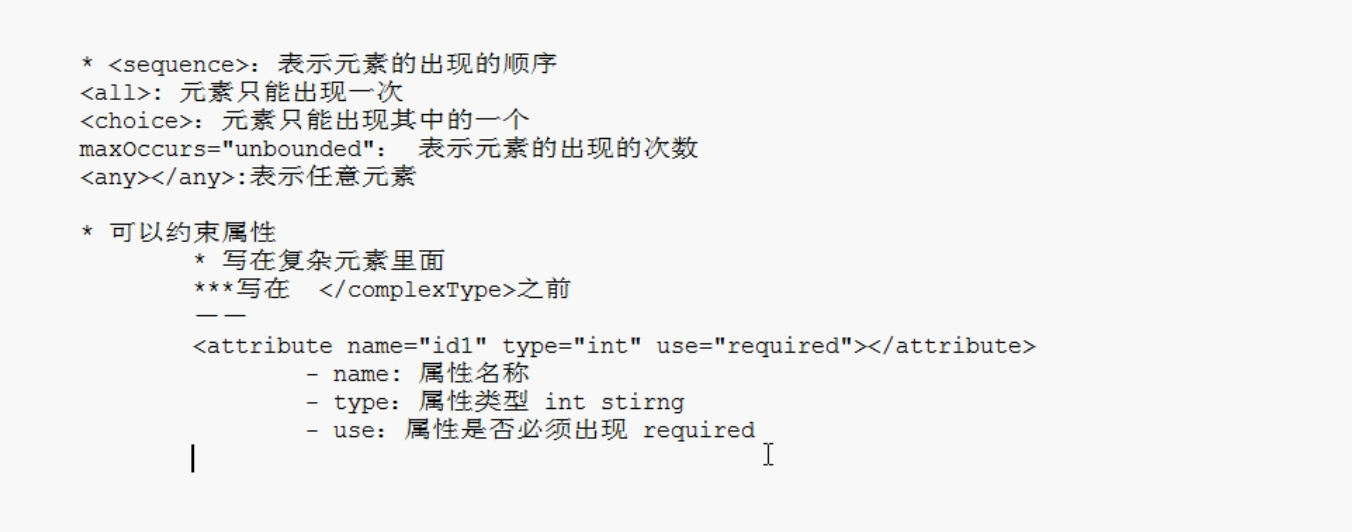 * <sequence>：表示元素的出现的顺序
<all>: 元素只能出现一次
<choice>：元素只能出现其中的一个
maxOccurs="unbounded"： 表示元素的出现的次数
<any></any>:表示任意元素
* 可以约束属性
* 写在复杂元素里面
***写在 </complexType>之前
——
<attribute name="id1" type="int" use="required"></attribute>
- name: 属性名称
- type：属性类型 int stirng
- use：属性是否必须出现 required